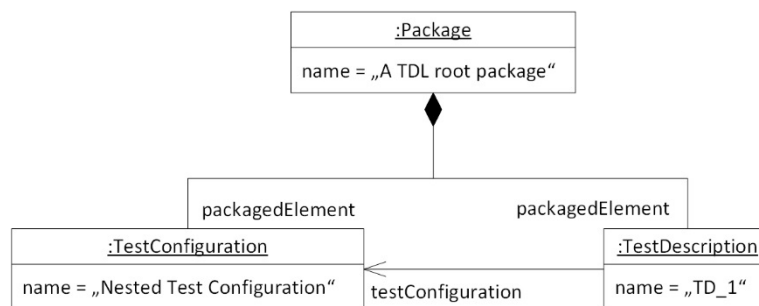 :Package
name = „A TDL root package“
packagedElement
packagedElement
:TestConfiguration
name = „Nested Test Configuration“
testConfiguration
:TestDescription
name = „TD_1“